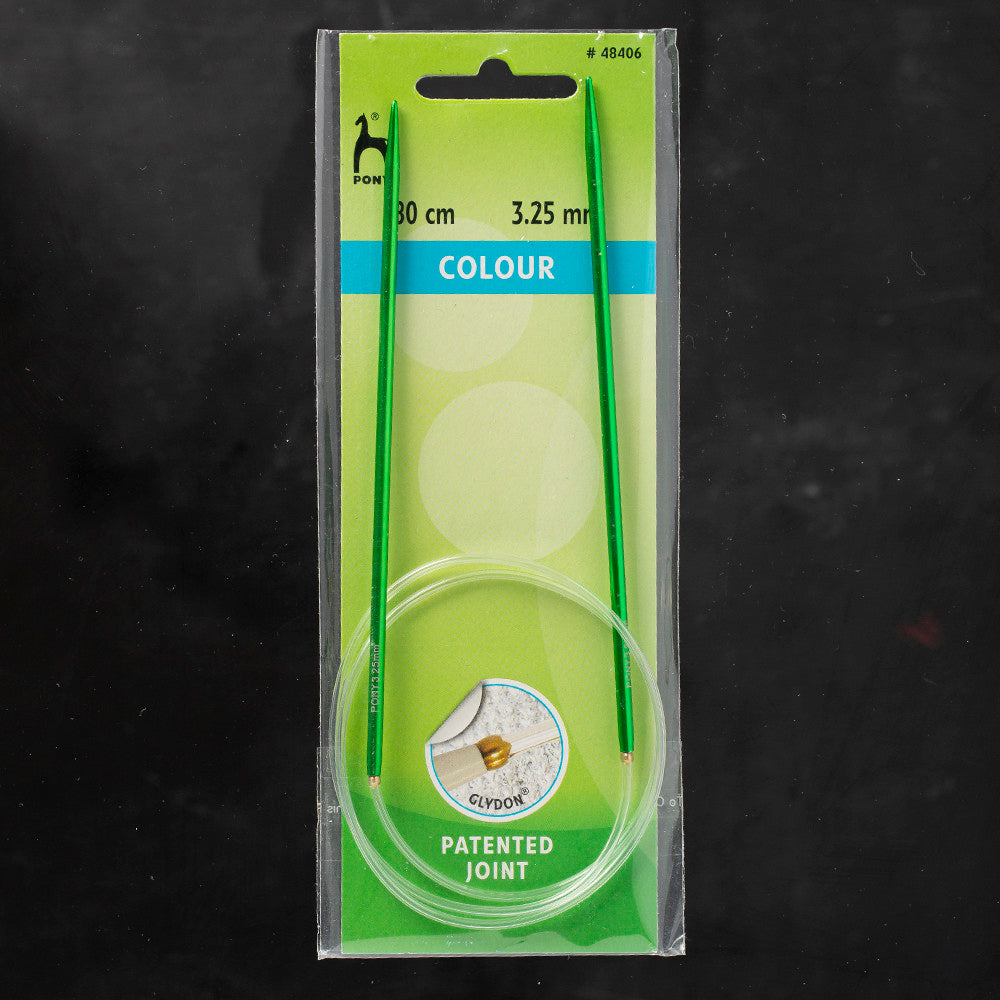 # 48406
®
PONY
80 cm 3.25 mm
COLOUR
PONY 3.25mm
GLYDON®
PATENTED
JOINT